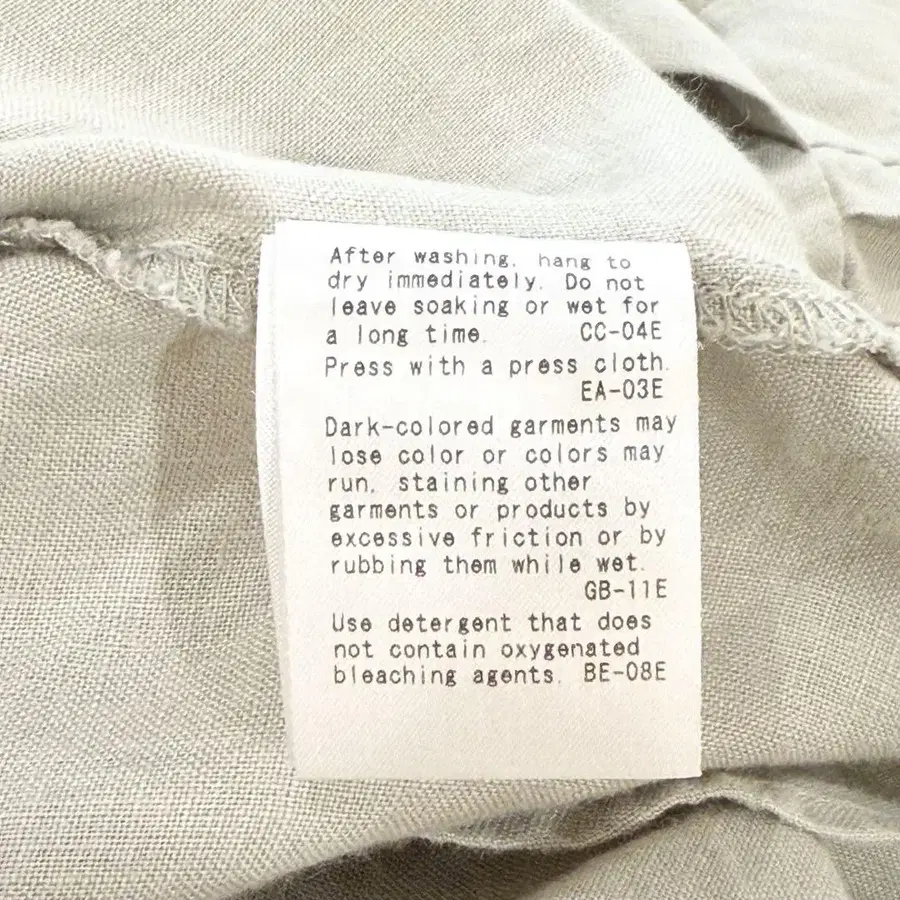 After washing, hang to
dry immediately. Do not
leave soaking or wet for
a long time. CC-04E
Press with a press cloth.
EA-03E
Dark-colored garments may
lose color or colors may
run, staining other
garments or products by
excessive friction or by
rubbing them while wet.
GB-11E
Use detergent that does
not contain oxygenated
bleaching agents. BE-08E